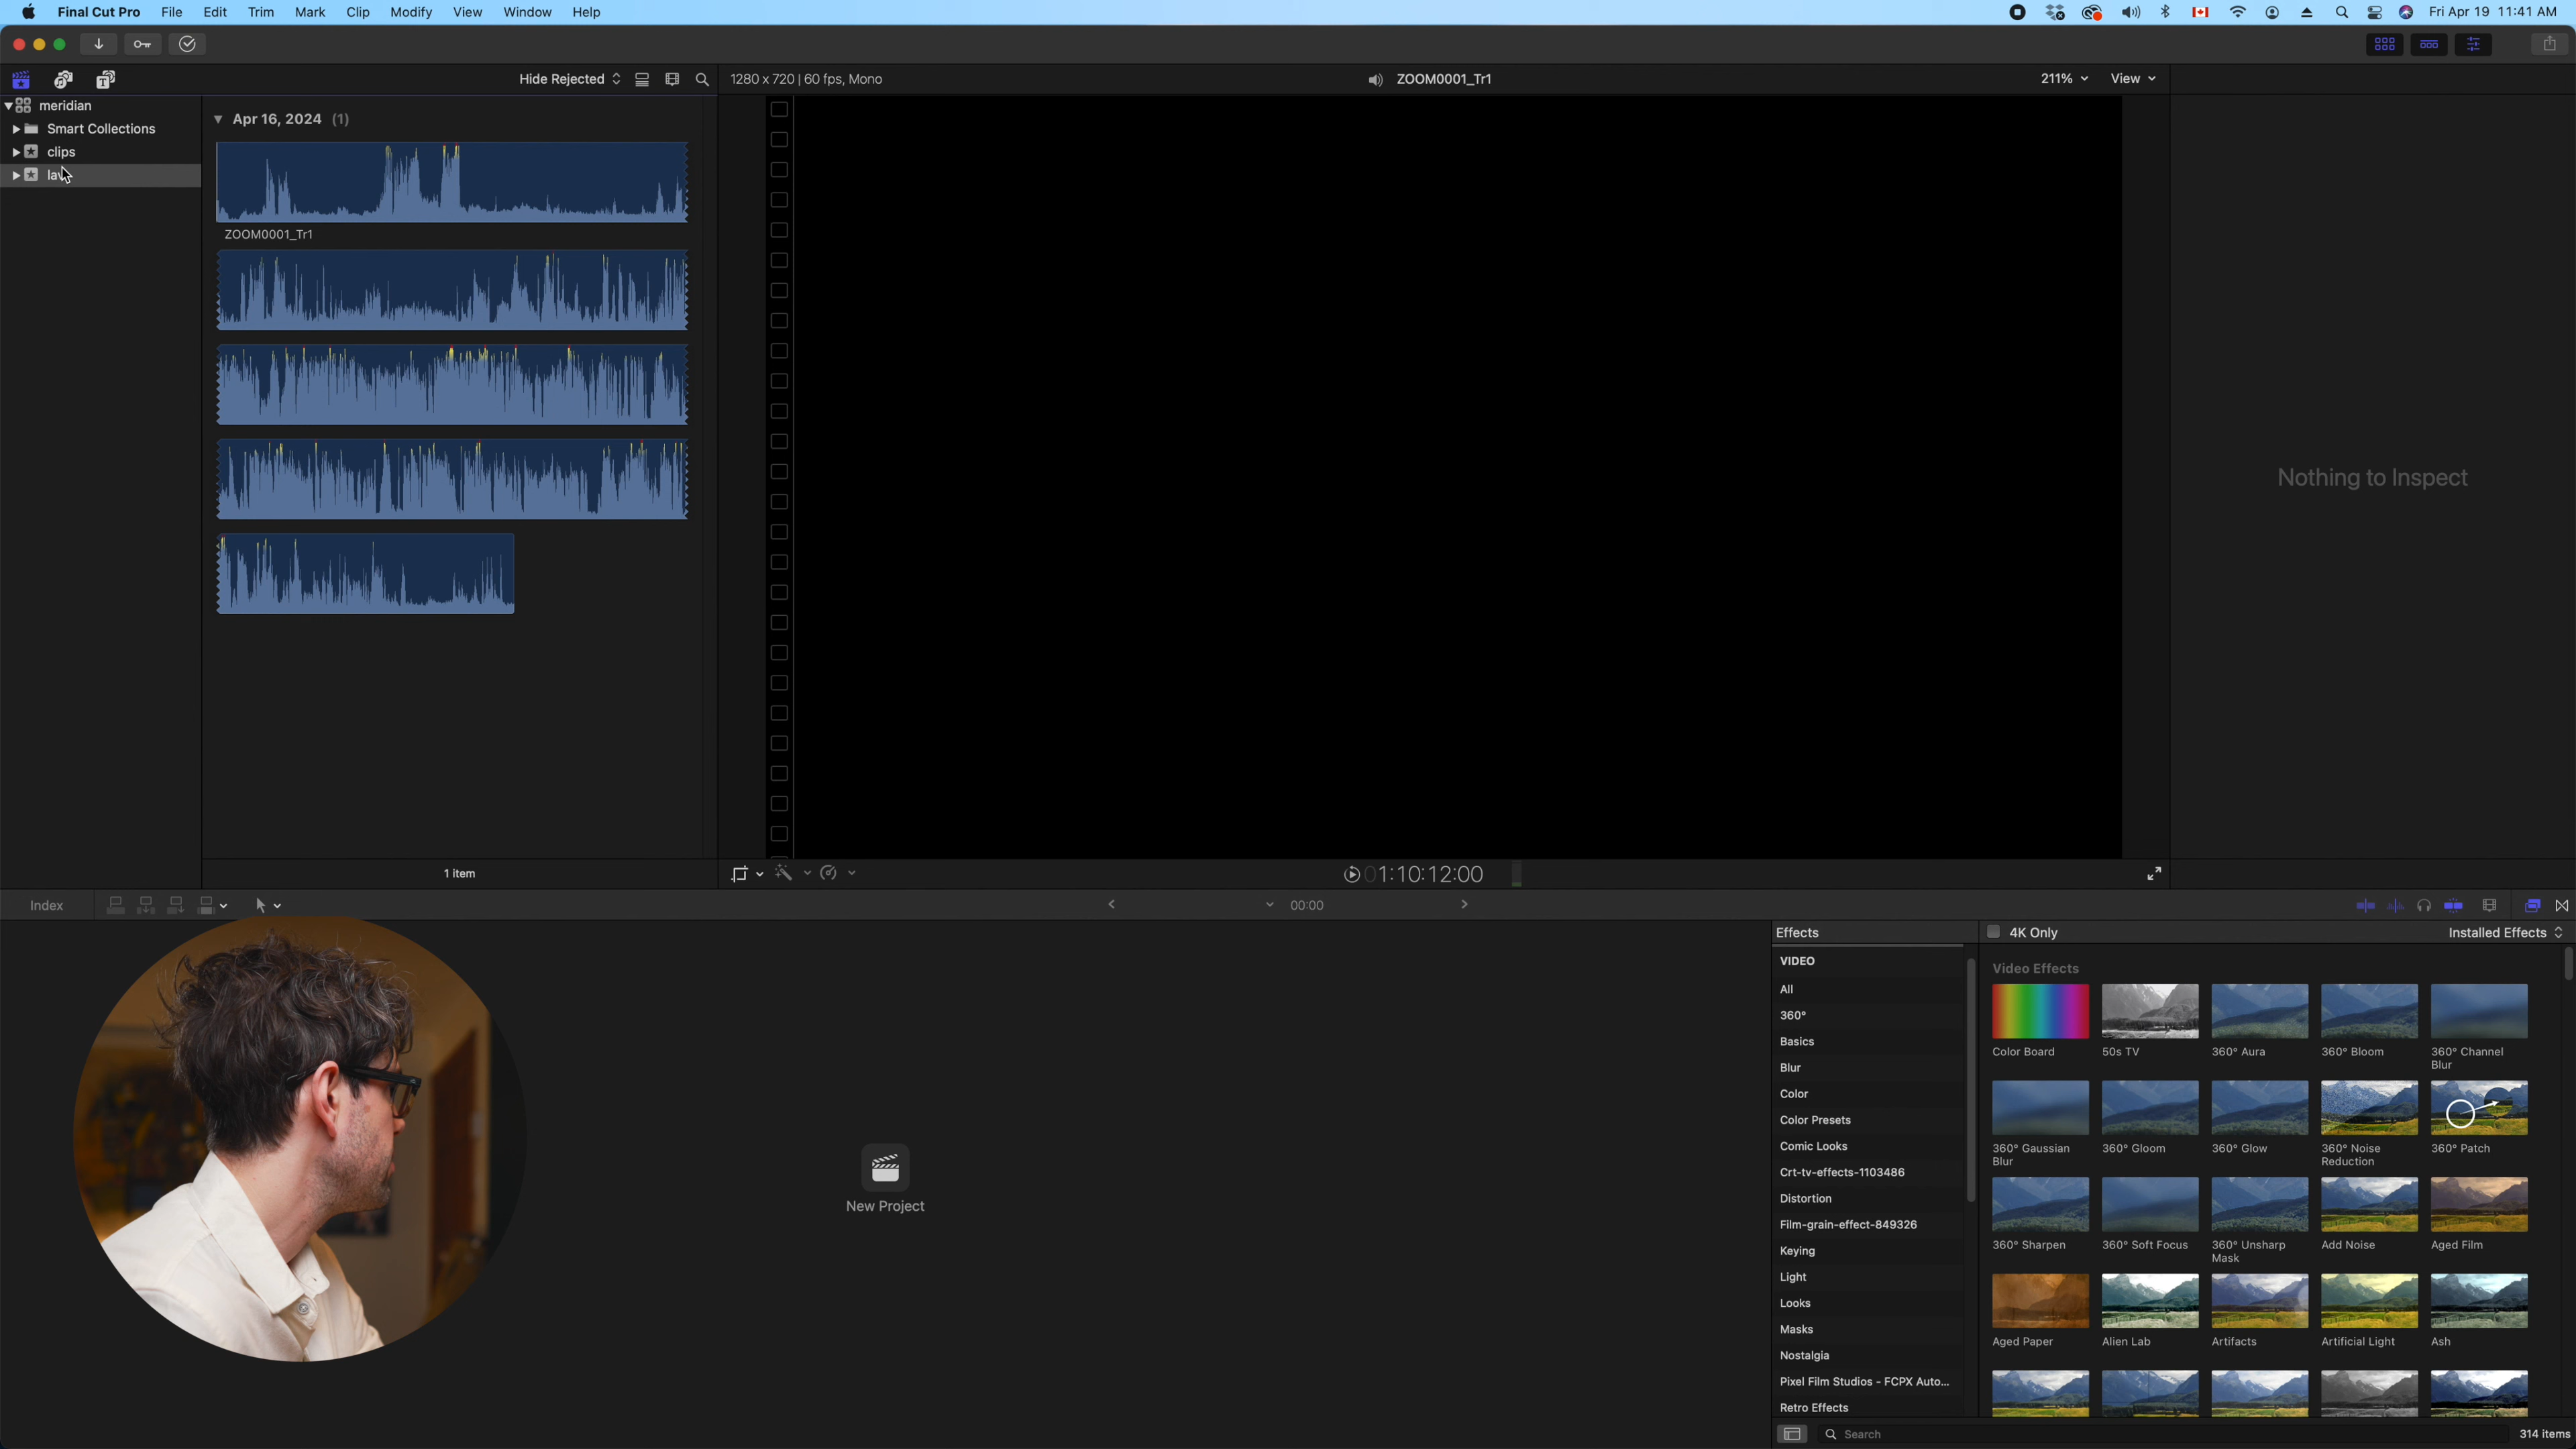 Final Cut Pro File Edit Trim Mark Clip Modify View Window Help Fri Apr 19 11:41 AM
Hide Rejected 1280 x 720 | 60 fps, Mono ZOOM0001_Tr1 211% View
meridian
Smart Collections
clips
Apr 16, 2024 (1)
ZOOM0001_Tr1
1 item
Nothing to Inspect
01:10:12:00
Index 00:00
New Project
Effects 4K Only Installed Effects
VIDEO
All
360°
Basics
Blur
Color
Color Presets
Comic Looks
Crt-tv-effects-1103486
Distortion
Film-grain-effect-849326
Keying
Light
Looks
Masks
Nostalgia
Pixel Film Studios - FCPX Auto...
Retro Effects
Video Effects
Color Board 50s TV 360° Aura 360° Bloom 360° Channel
Blur
360° Gaussian 360° Gloom 360° Glow 360° Noise 360° Patch
Blur Reduction
360° Sharpen 360° Soft Focus 360° Unsharp Add Noise Aged Film
Mask
Aged Paper Alien Lab Artifacts Artificial Light Ash
Search 314 items